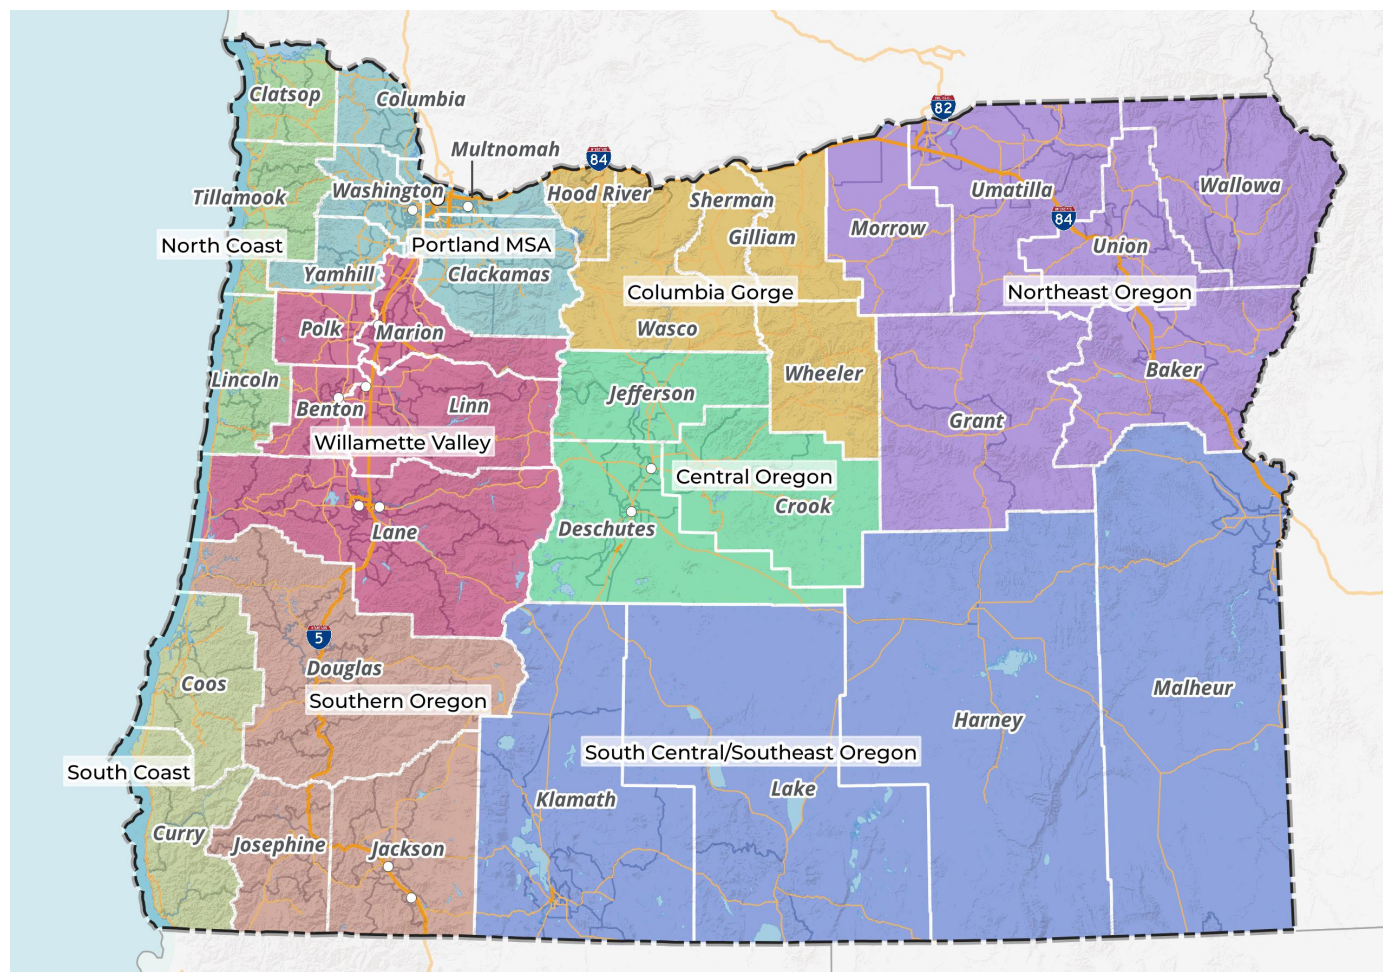 Clatsop
Columbia
82
Multnomah
84
Tillamook
Washington
Hood River
Sherman
Umatilla
Wallowa
84
Gilliam
Morrow
North Coast
Portland MSA
Union
Yamhill
Clackamas
Columbia Gorge
Northeast Oregon
Polk
Marion
Wasco
Lincoln
Wheeler
Baker
Jefferson
Benton
Linn
Grant
Willamette Valley
Central Oregon
Crook
Lane
Deschutes
5
Douglas
Coos
Malheur
Southern Oregon
Harney
South Central/Southeast Oregon
South Coast
Klamath
Lake
Curry
Josephine
Jackson